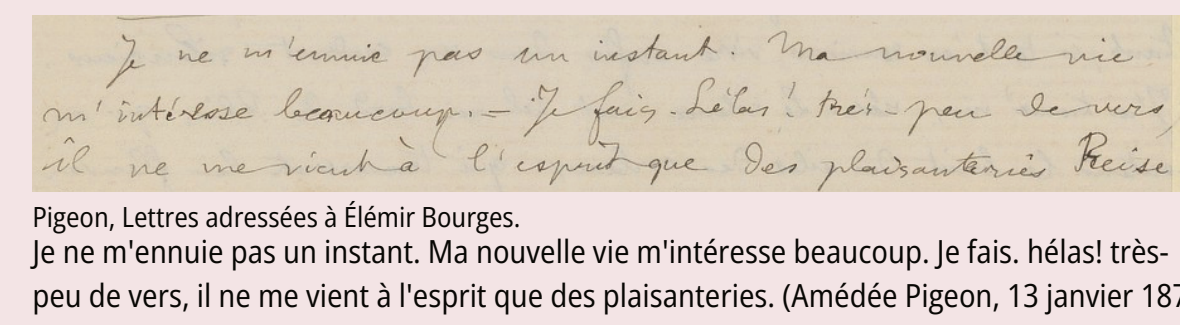 Je ne m'ennuie pas un instant. Ma nouvelle vie
m'intéresse beaucoup. – Je fais. hélas! très-peu de vers,
il ne me vient à l'esprit que des plaisanteries
Pigeon, Lettres adressées à Élémir Bourges.
Je ne m'ennuie pas un instant. Ma nouvelle vie m'intéresse beaucoup. Je fais. hélas! très-
peu de vers, il ne me vient à l'esprit que des plaisanteries. (Amédée Pigeon, 13 janvier 187